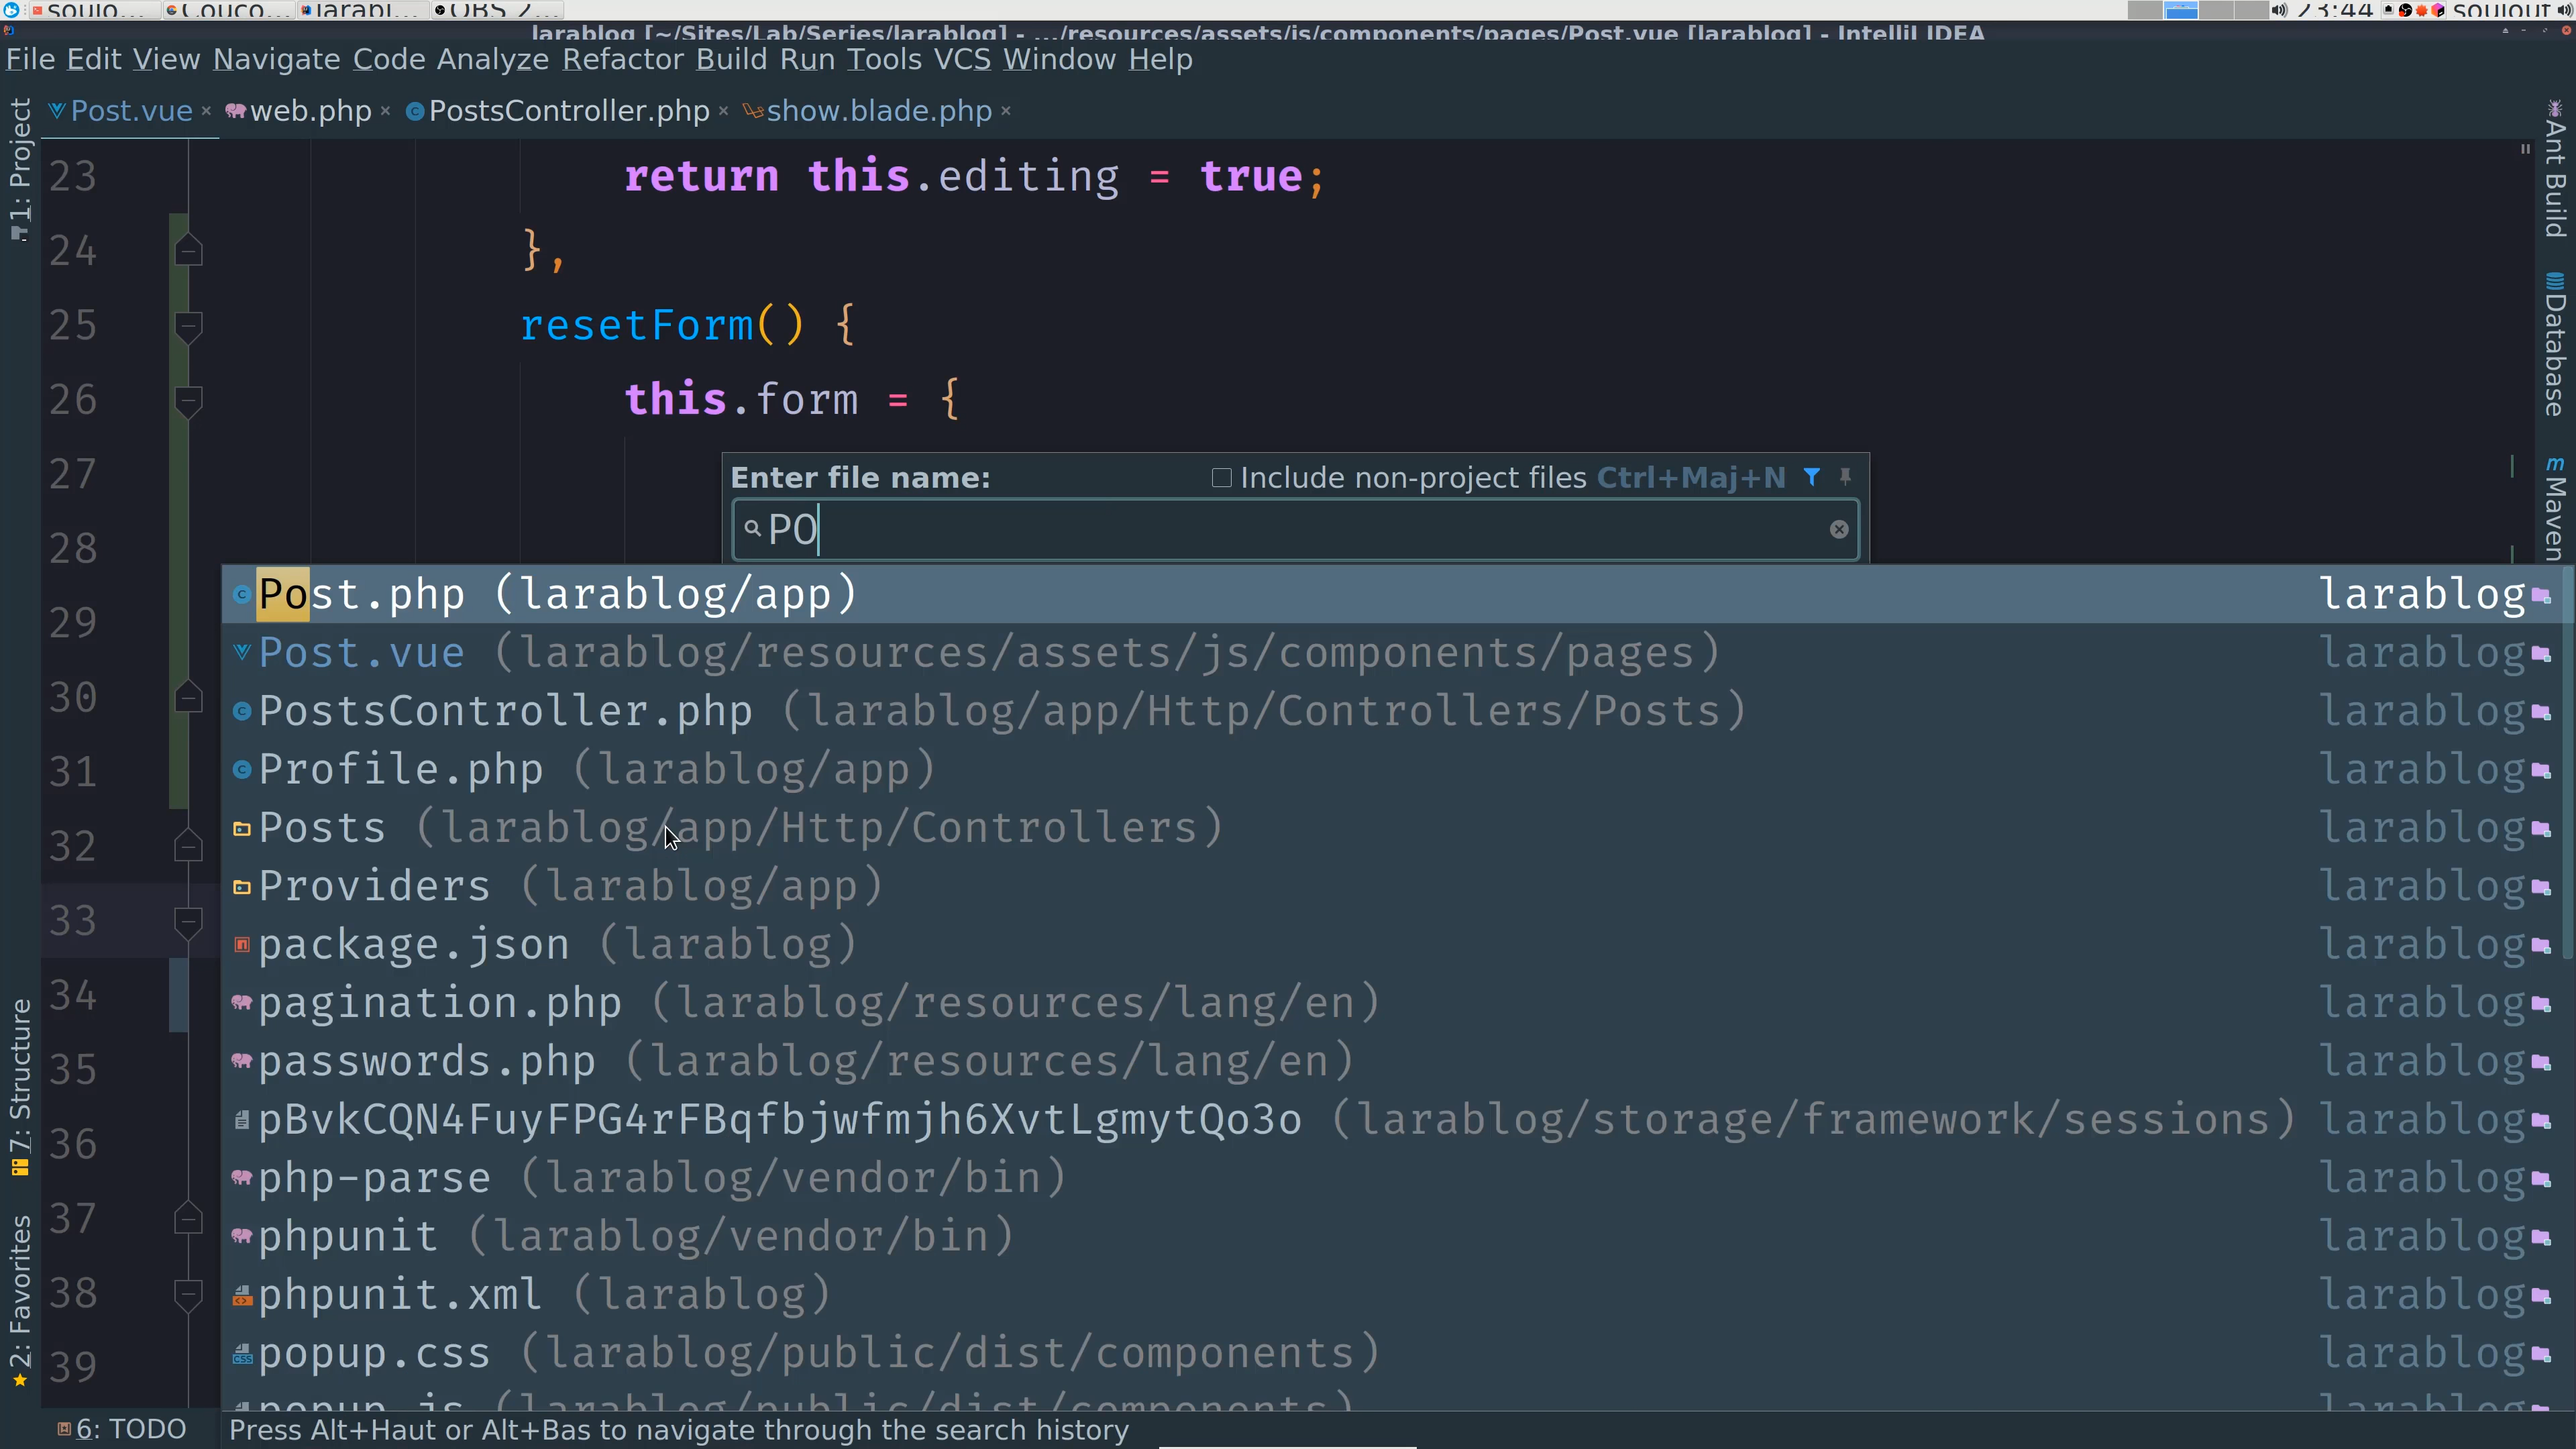 larablog [~/Sites/Lab/Series/larablog] - .../resources/assets/js/components/pages/Post.vue [larablog] - IntelliJ IDEA
File Edit View Navigate Code Analyze Refactor Build Run Tools VCS Window Help
Post.vue web.php PostsController.php show.blade.php
1: Project
7: Structure
2: Favorites
Ant Build
Database
Maven
23 return this.editing = true;
24 },
25 resetForm() {
26 this.form = {
27
28
29
30
31
32
33
34
35
36
37
38
39
Enter file name: Include non-project files Ctrl+Maj+N
PO
Post.php (larablog/app) larablog
Post.vue (larablog/resources/assets/js/components/pages) larablog
PostsController.php (larablog/app/Http/Controllers/Posts) larablog
Profile.php (larablog/app) larablog
Posts (larablog/app/Http/Controllers) larablog
Providers (larablog/app) larablog
package.json (larablog) larablog
pagination.php (larablog/resources/lang/en) larablog
passwords.php (larablog/resources/lang/en) larablog
pBvkCQN4FuyFPG4rFBqfbjwfmjh6XvtLgmytQo3o (larablog/storage/framework/sessions) larablog
php-parse (larablog/vendor/bin) larablog
phpunit (larablog/vendor/bin) larablog
phpunit.xml (larablog) larablog
popup.css (larablog/public/dist/components) larablog
popup.js (larablog/public/dist/components) larablog
6: TODO
Press Alt+Haut or Alt+Bas to navigate through the search history